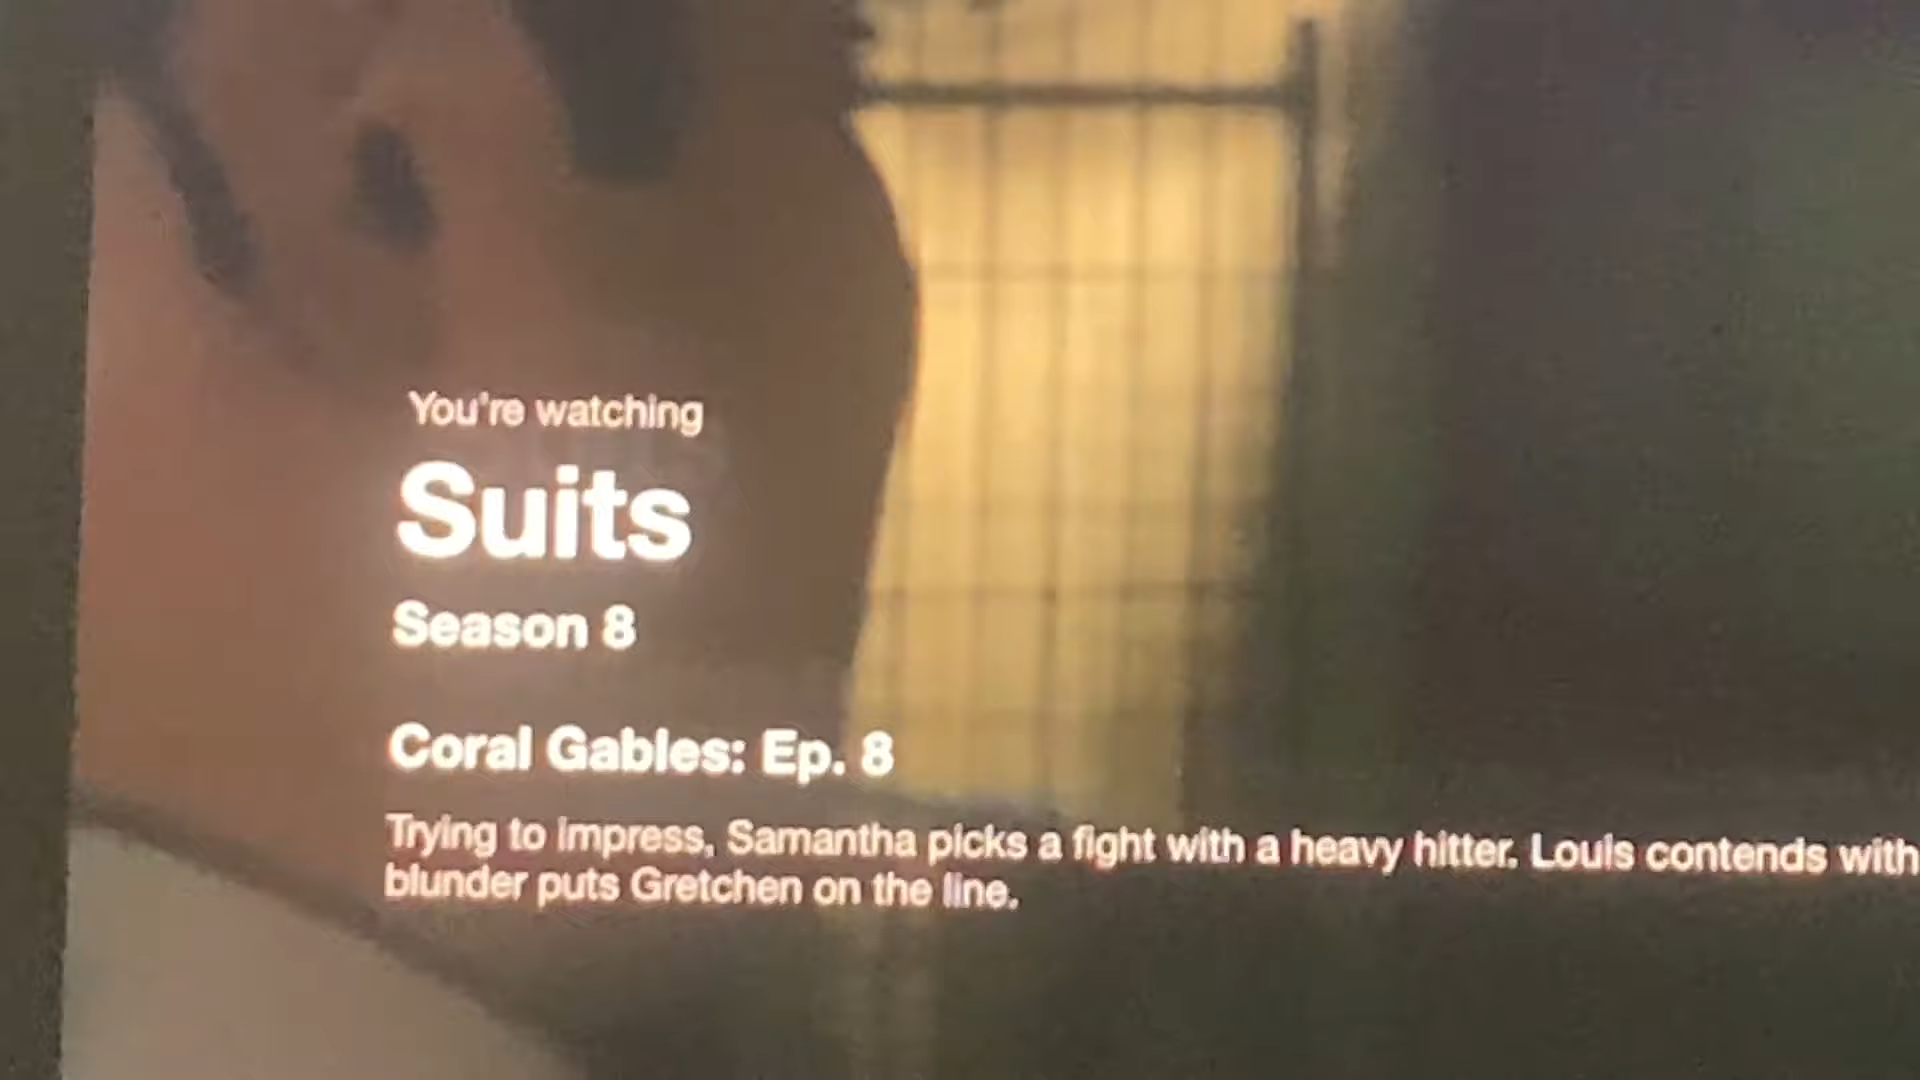 You're watching
Suits
Season 8
Coral Gables: Ep. 8
Trying to impress, Samantha picks a fight with a heavy hitter. Louis contends with
blunder puts Gretchen on the line.